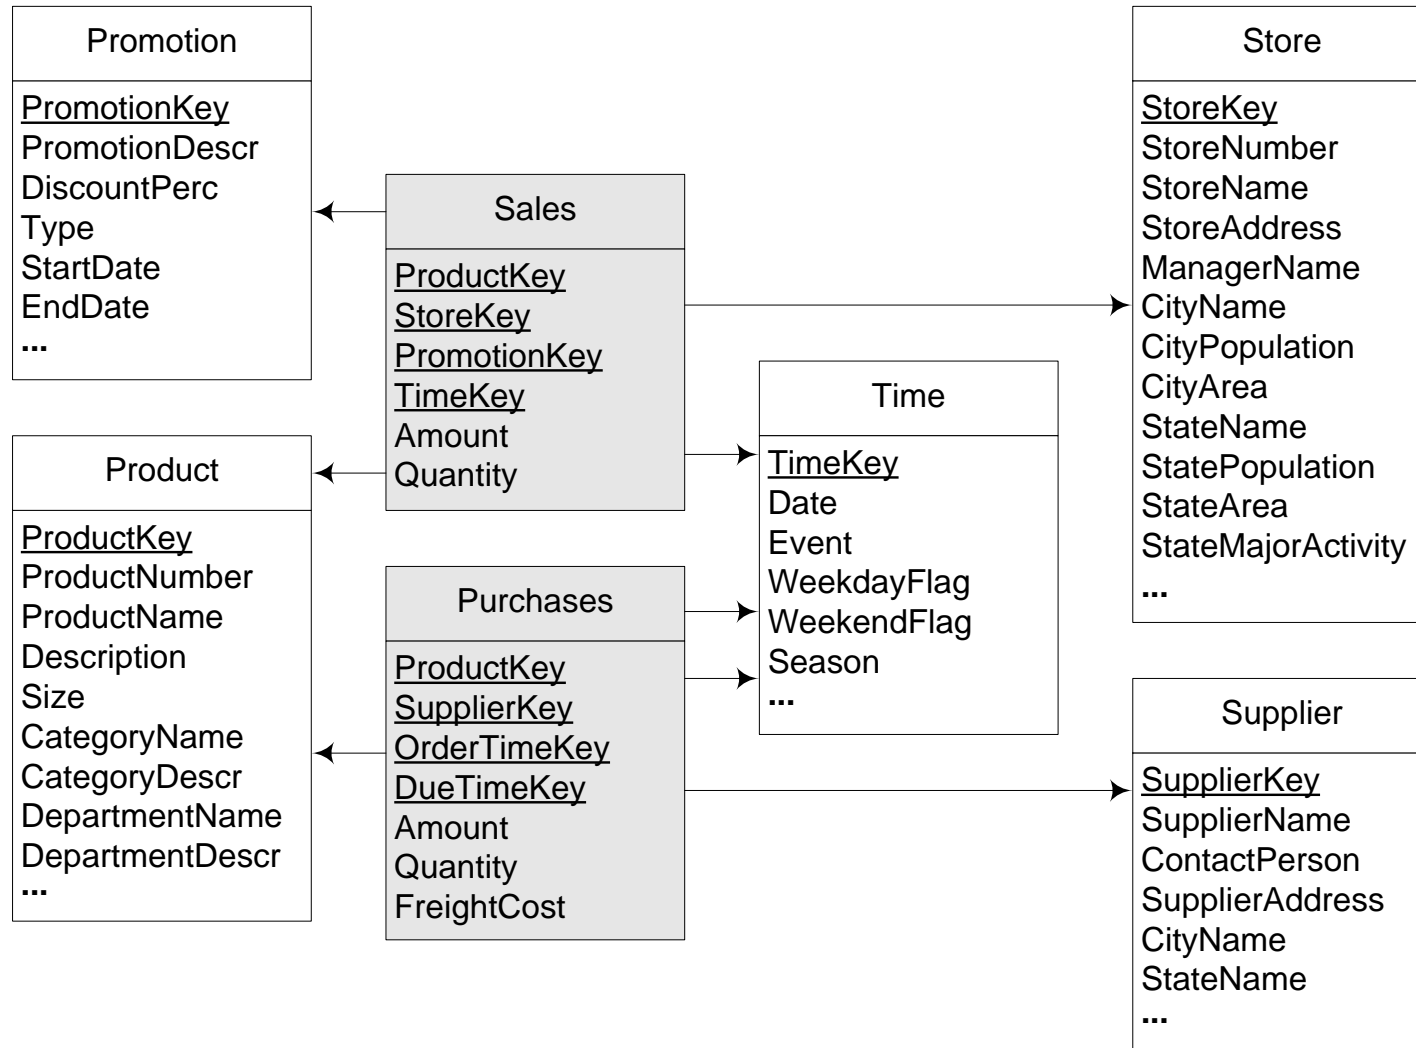 Promotion
PromotionKey
PromotionDescr
DiscountPerc
Type
StartDate
EndDate
...
Sales
ProductKey
StoreKey
PromotionKey
TimeKey
Amount
Quantity
Store
StoreKey
StoreNumber
StoreName
StoreAddress
ManagerName
CityName
CityPopulation
CityArea
StateName
StatePopulation
StateArea
StateMajorActivity
...
Time
TimeKey
Date
Event
WeekdayFlag
WeekendFlag
Season
...
Product
ProductKey
ProductNumber
ProductName
Description
Size
CategoryName
CategoryDescr
DepartmentName
DepartmentDescr
...
Purchases
ProductKey
SupplierKey
OrderTimeKey
DueTimeKey
Amount
Quantity
FreightCost
Supplier
SupplierKey
SupplierName
ContactPerson
SupplierAddress
CityName
StateName
...